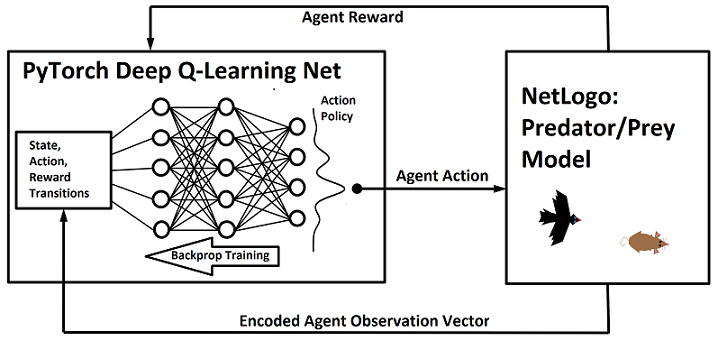 Agent Reward
PyTorch Deep Q-Learning Net
Action
Policy
State,
Action,
Reward
Transitions
Backprop Training
Agent Action
NetLogo:
Predator/Prey
Model
Encoded Agent Observation Vector